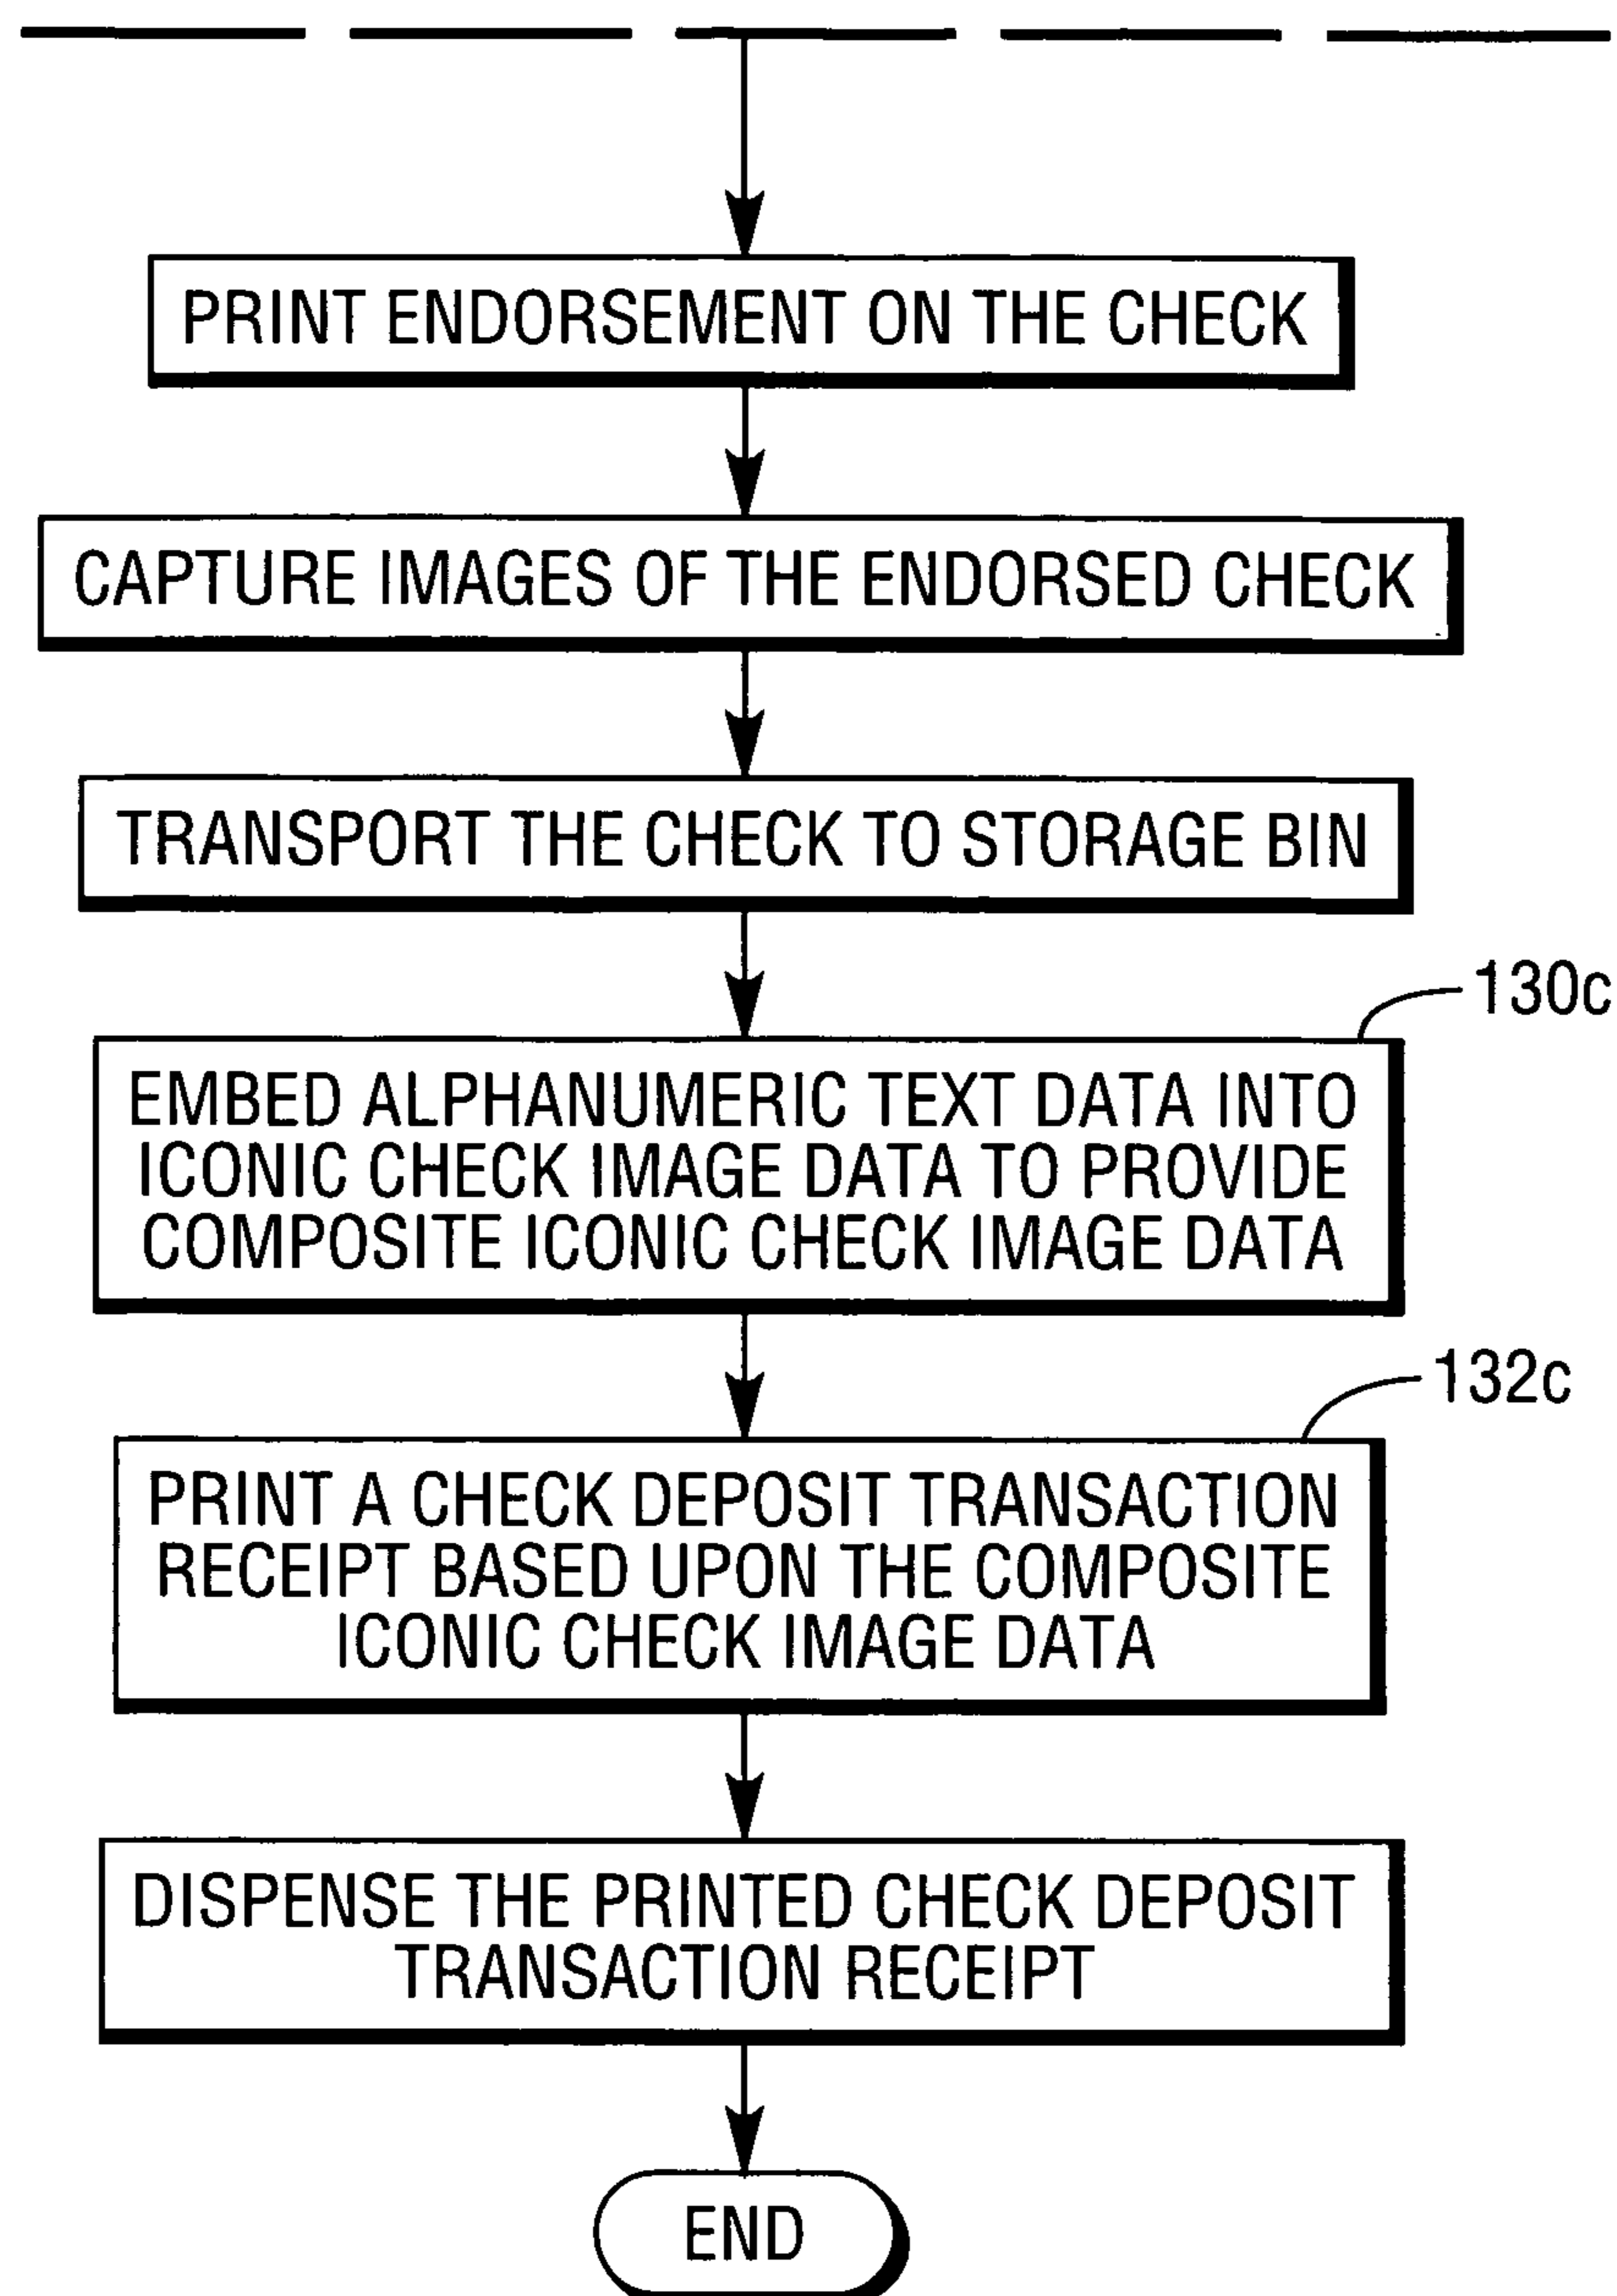 PRINT ENDORSEMENT ON THE CHECK
CAPTURE IMAGES OF THE ENDORSED CHECK
TRANSPORT THE CHECK TO STORAGE BIN
130c
EMBED ALPHANUMERIC TEXT DATA INTO
ICONIC CHECK IMAGE DATA TO PROVIDE
COMPOSITE ICONIC CHECK IMAGE DATA
132c
PRINT A CHECK DEPOSIT TRANSACTION
RECEIPT BASED UPON THE COMPOSITE
ICONIC CHECK IMAGE DATA
DISPENSE THE PRINTED CHECK DEPOSIT
TRANSACTION RECEIPT
END